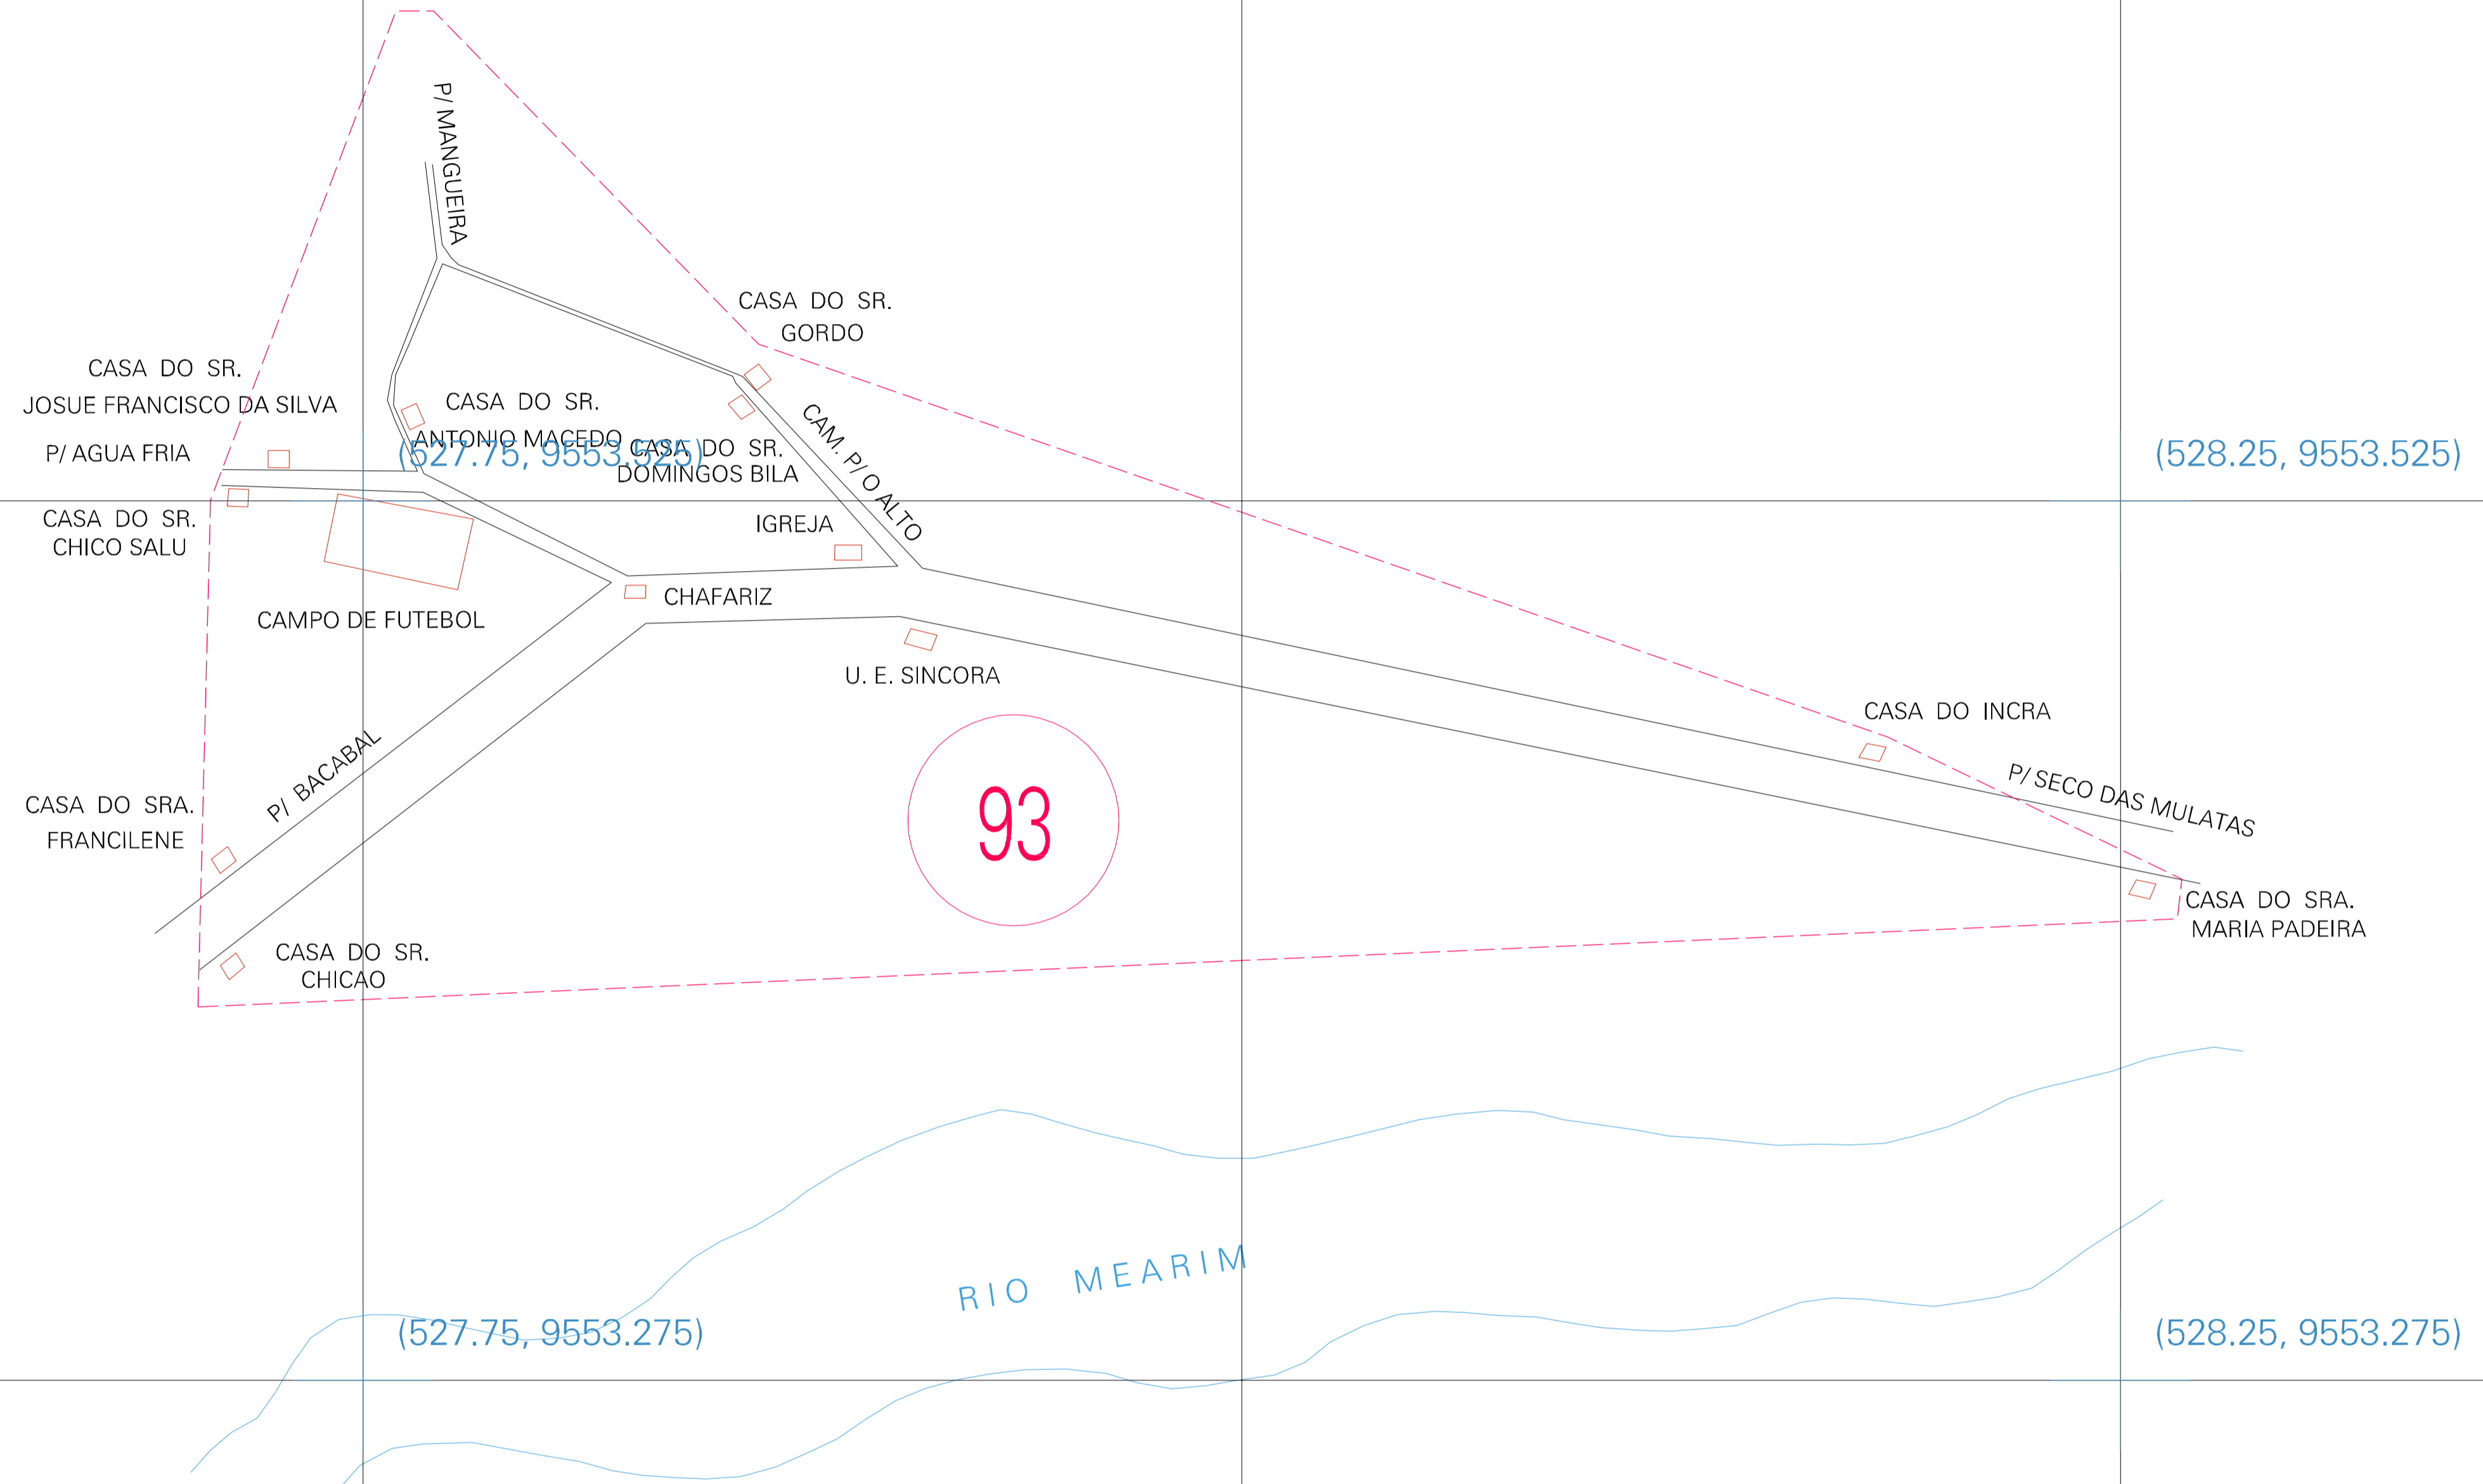 P/ MANGUEIRA
CASA DO SR.
GORDO
CASA DO SR.
JOSUE FRANCISCO DA SILVA
CASA DO SR.
ANTONIO MACEDO
CASA DO SR.
DOMINGOS BILA
CAM. P/ O ALTO
P/ AGUA FRIA
(527.75, 9553.525)
(528.25, 9553.525)
CASA DO SR.
CHICO SALU
IGREJA
CHAFARIZ
CAMPO DE FUTEBOL
U. E. SINCORA
CASA DO INCRA
P/ SECO DAS MULATAS
P/ BACABAL
93
CASA DO SRA.
FRANCILENE
CASA DO SRA.
MARIA PADEIRA
CASA DO SR.
CHICAO
RIO MEARIM
(527.75, 9553.275)
(528.25, 9553.275)